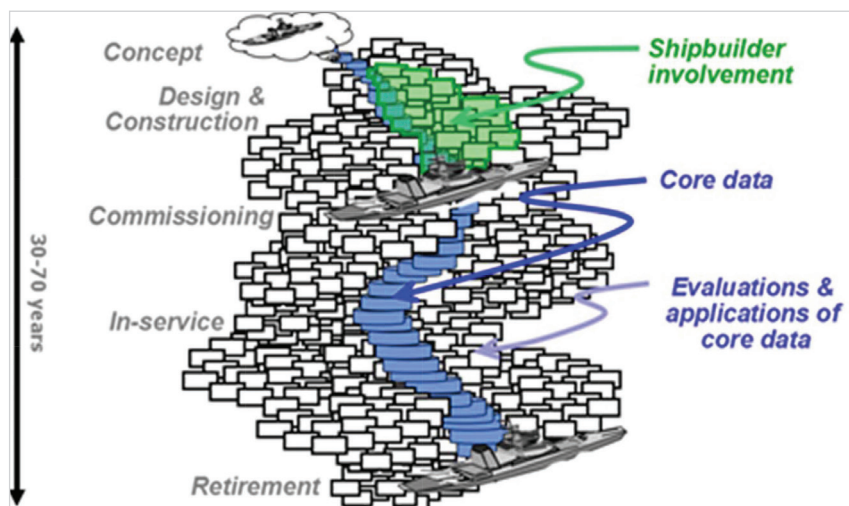 Concept
Shipbuilder
involvement
Design &
Construction
Core data
Commissioning
Evaluations &
applications of
core data
In-service
Retirement
30-70 years